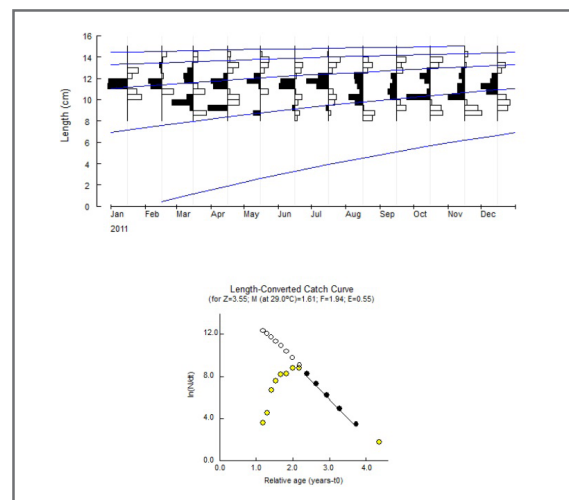 16
14
12
10
8
6
4
2
0
Length (cm)
Jan Feb Mar Apr May Jun Jul Aug Sep Oct Nov Dec
2011
Length-Converted Catch Curve
(for Z=3.55; M (at 29.0ºC)=1.61; F=1.94; E=0.55)
12.0
8.0
4.0
0.0
ln(N/dt)
0.0 1.0 2.0 3.0 4.0
Relative age (years-t0)